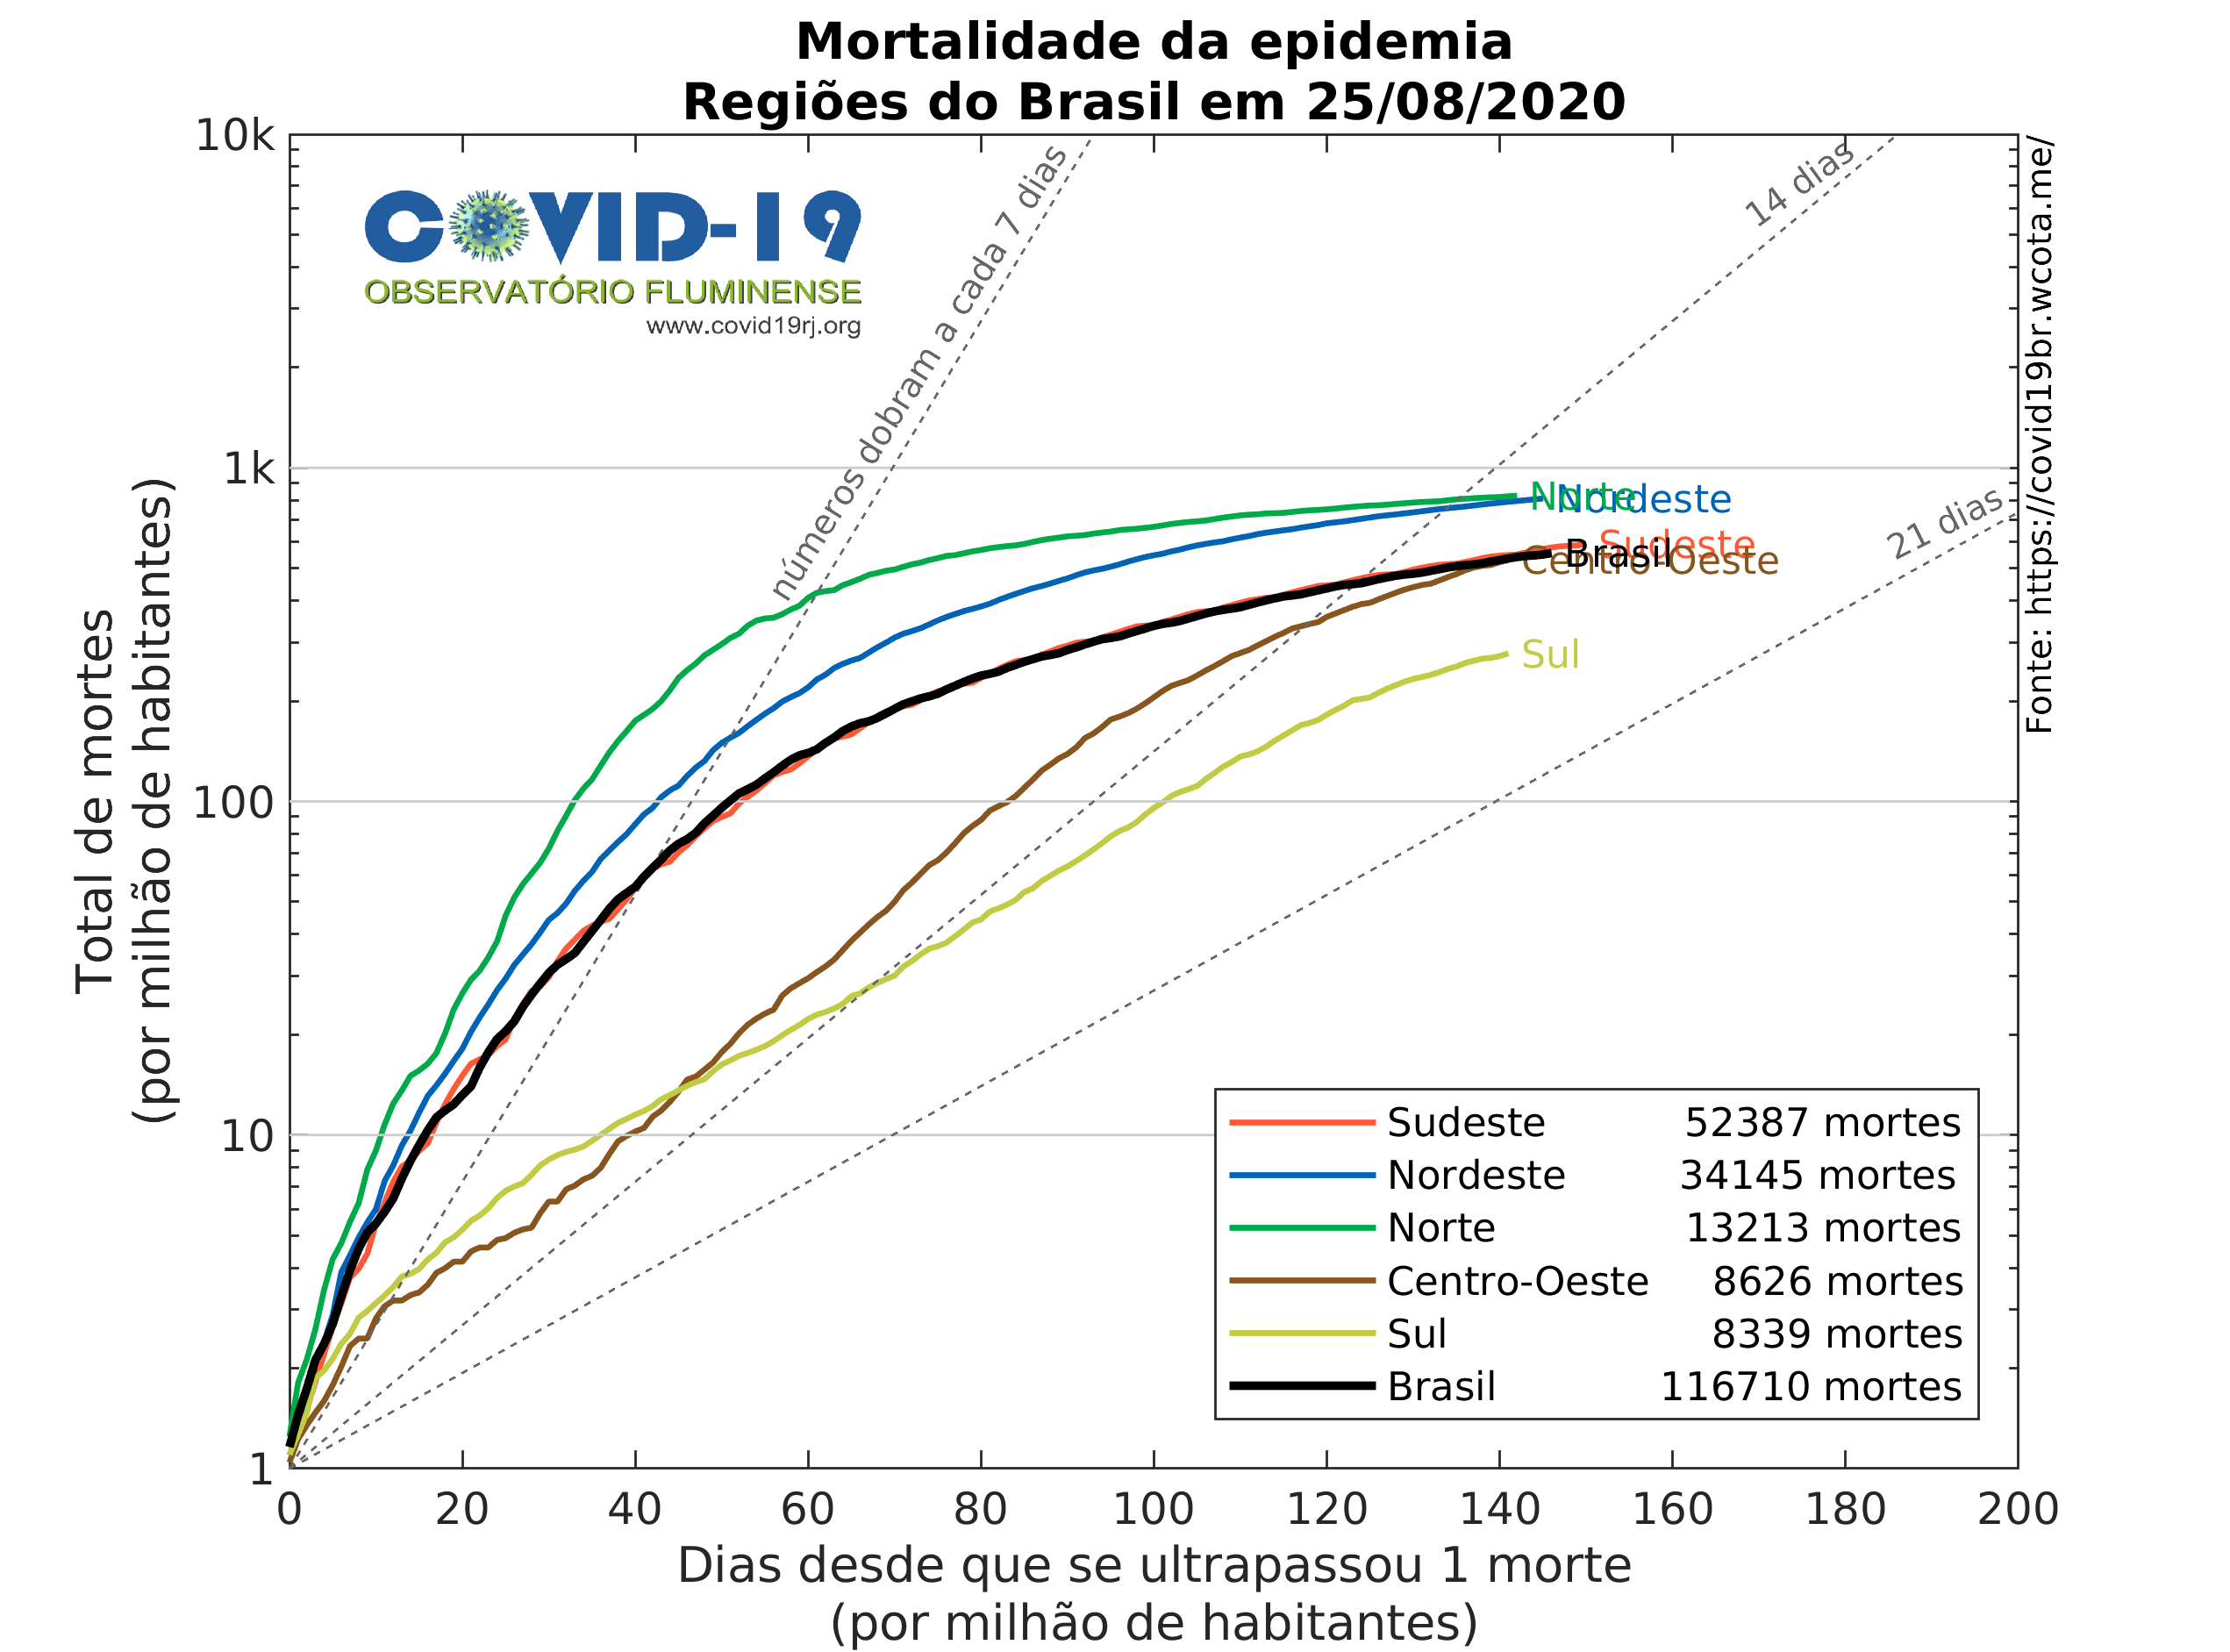 Mortalidade da epidemia
Regiões do Brasil em 25/08/2020
COVID-19
OBSERVATÓRIO FLUMINENSE
www.covid19rj.org
números dobram a cada 7 dias
14 dias
21 dias
Fonte: https://covid19br.wcota.me/
Total de mortes
(por milhão de habitantes)
10k
1k
100
10
1
Norte
Nordeste
Sudeste
Brasil
Centro-Oeste
Sul
Sudeste 52387 mortes
Nordeste 34145 mortes
Norte 13213 mortes
Centro-Oeste 8626 mortes
Sul 8339 mortes
Brasil 116710 mortes
0 20 40 60 80 100 120 140 160 180 200
Dias desde que se ultrapassou 1 morte
(por milhão de habitantes)